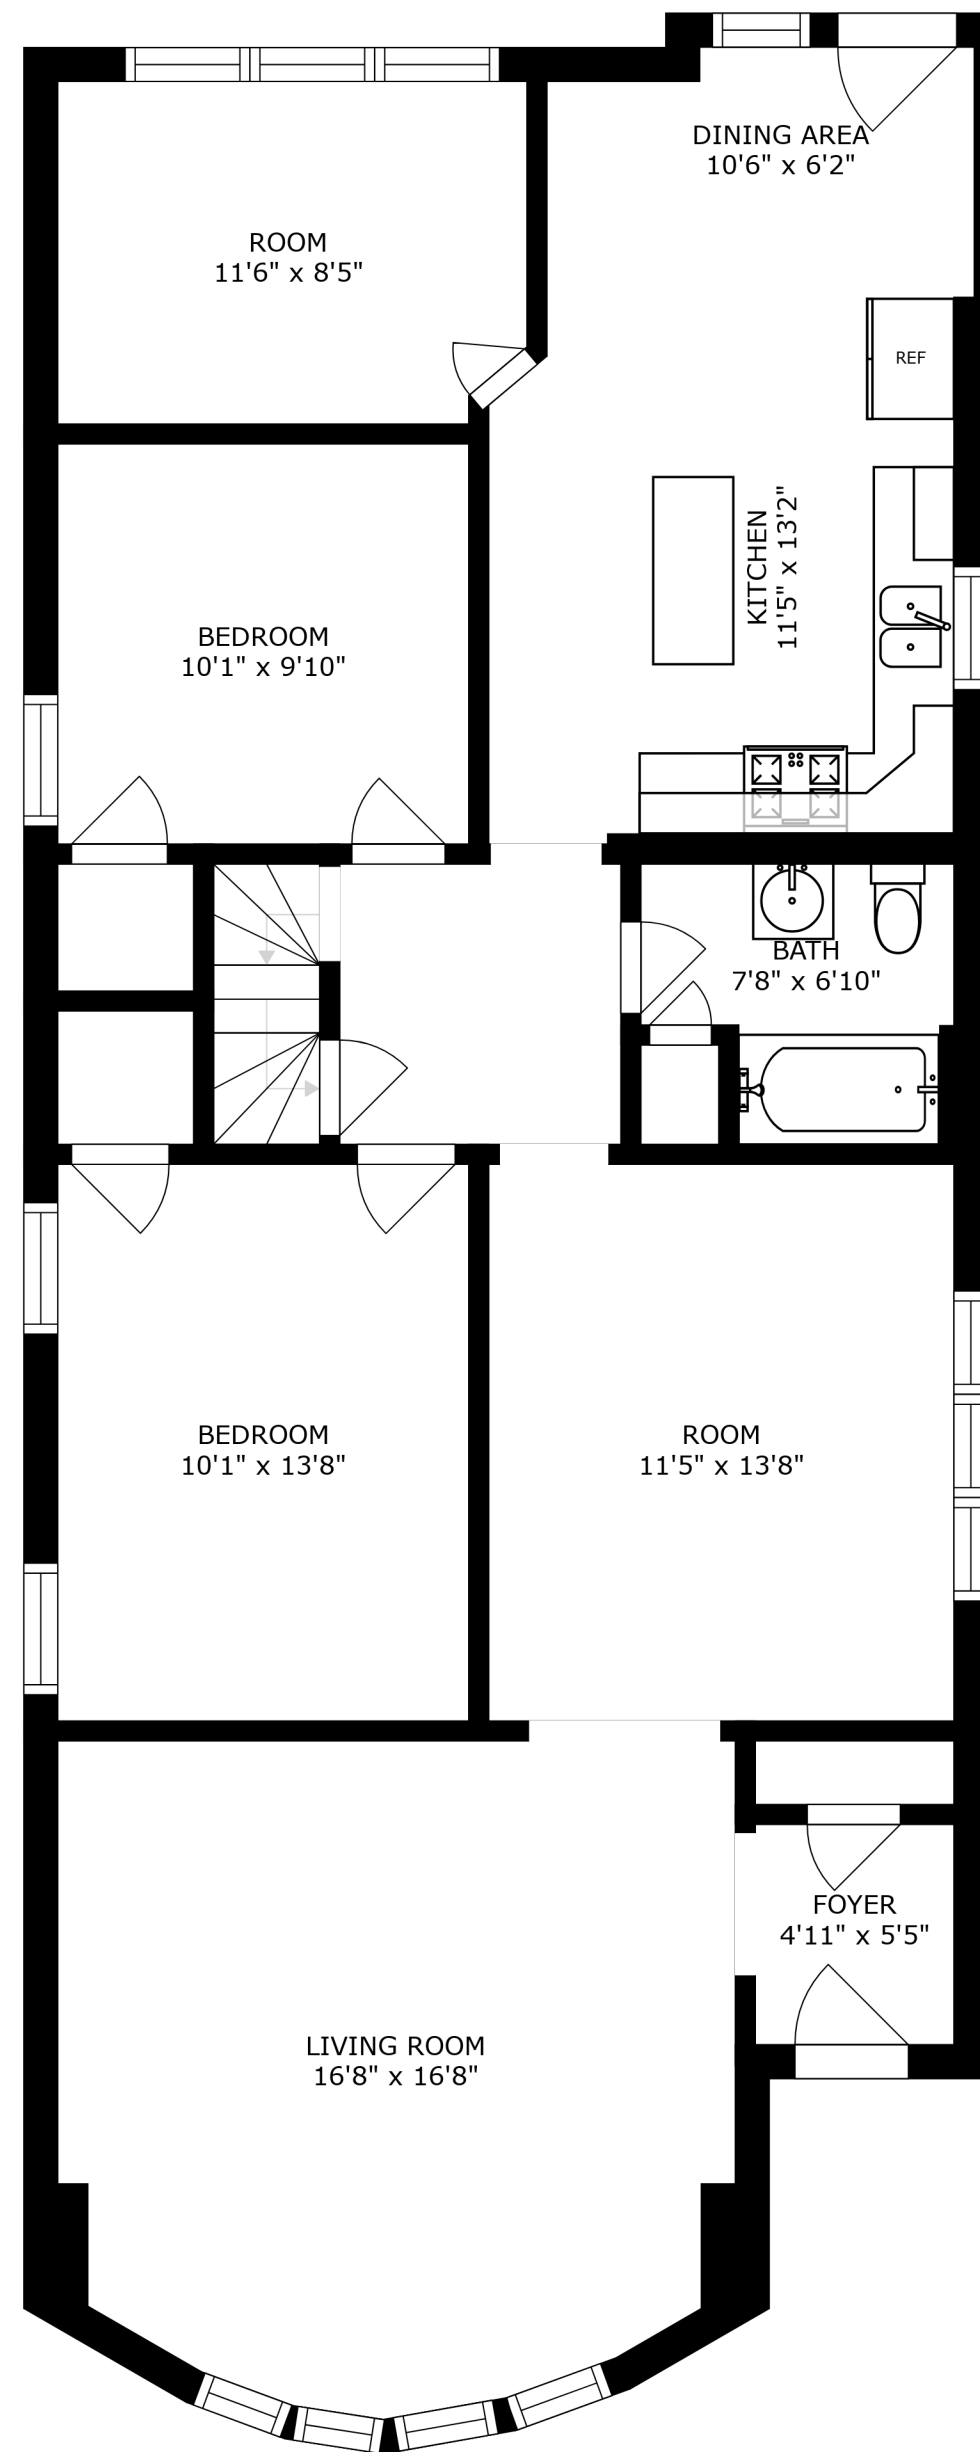 DINING AREA
10'6" x 6'2"
ROOM
11'6" x 8'5"
REF
KITCHEN
11'5" x 13'2"
BEDROOM
10'1" x 9'10"
BATH
7'8" x 6'10"
BEDROOM
10'1" x 13'8"
ROOM
11'5" x 13'8"
FOYER
4'11" x 5'5"
LIVING ROOM
16'8" x 16'8"